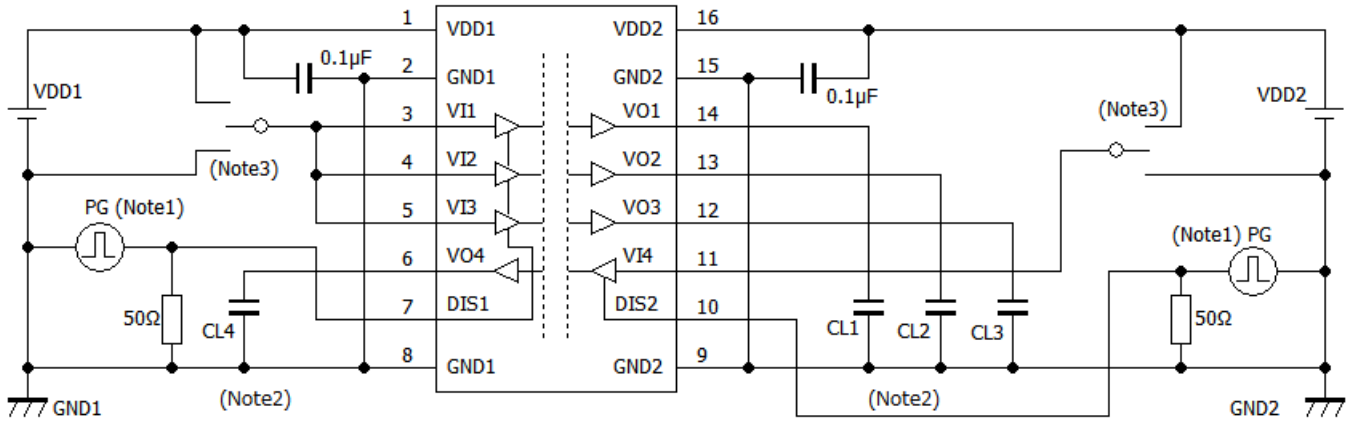 1 VDD1 VDD2 16
0.1µF
2 GND1 GND2 15
VDD1 0.1µF VDD2
3 VI1 VO1 14 (Note3)
(Note3) 4 VI2 VO2 13
PG (Note1) 5 VI3 VO3 12
(Note1) PG
6 VO4 VI4 11
50Ω CL4 7 DIS1 DIS2 10 CL1 CL2 CL3 50Ω
8 GND1 GND2 9
GND1 (Note2) (Note2) GND2